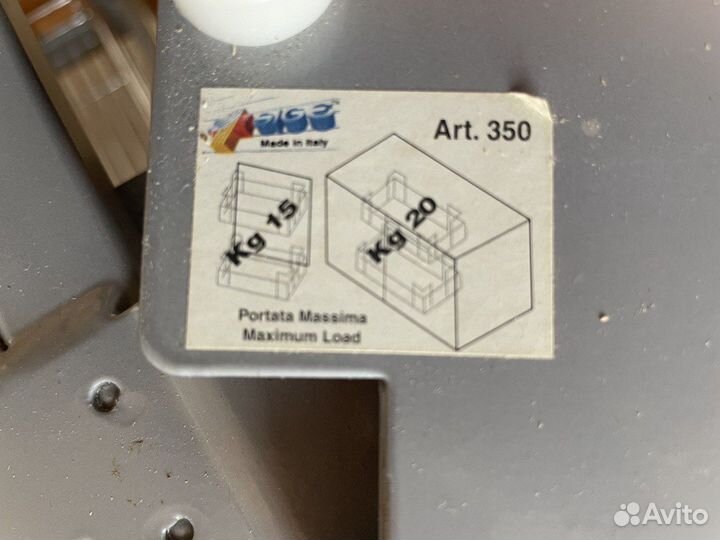 Made in Italy
Art. 350
Kg 15
Kg 20
Portata Massima
Maximum Load
Avito